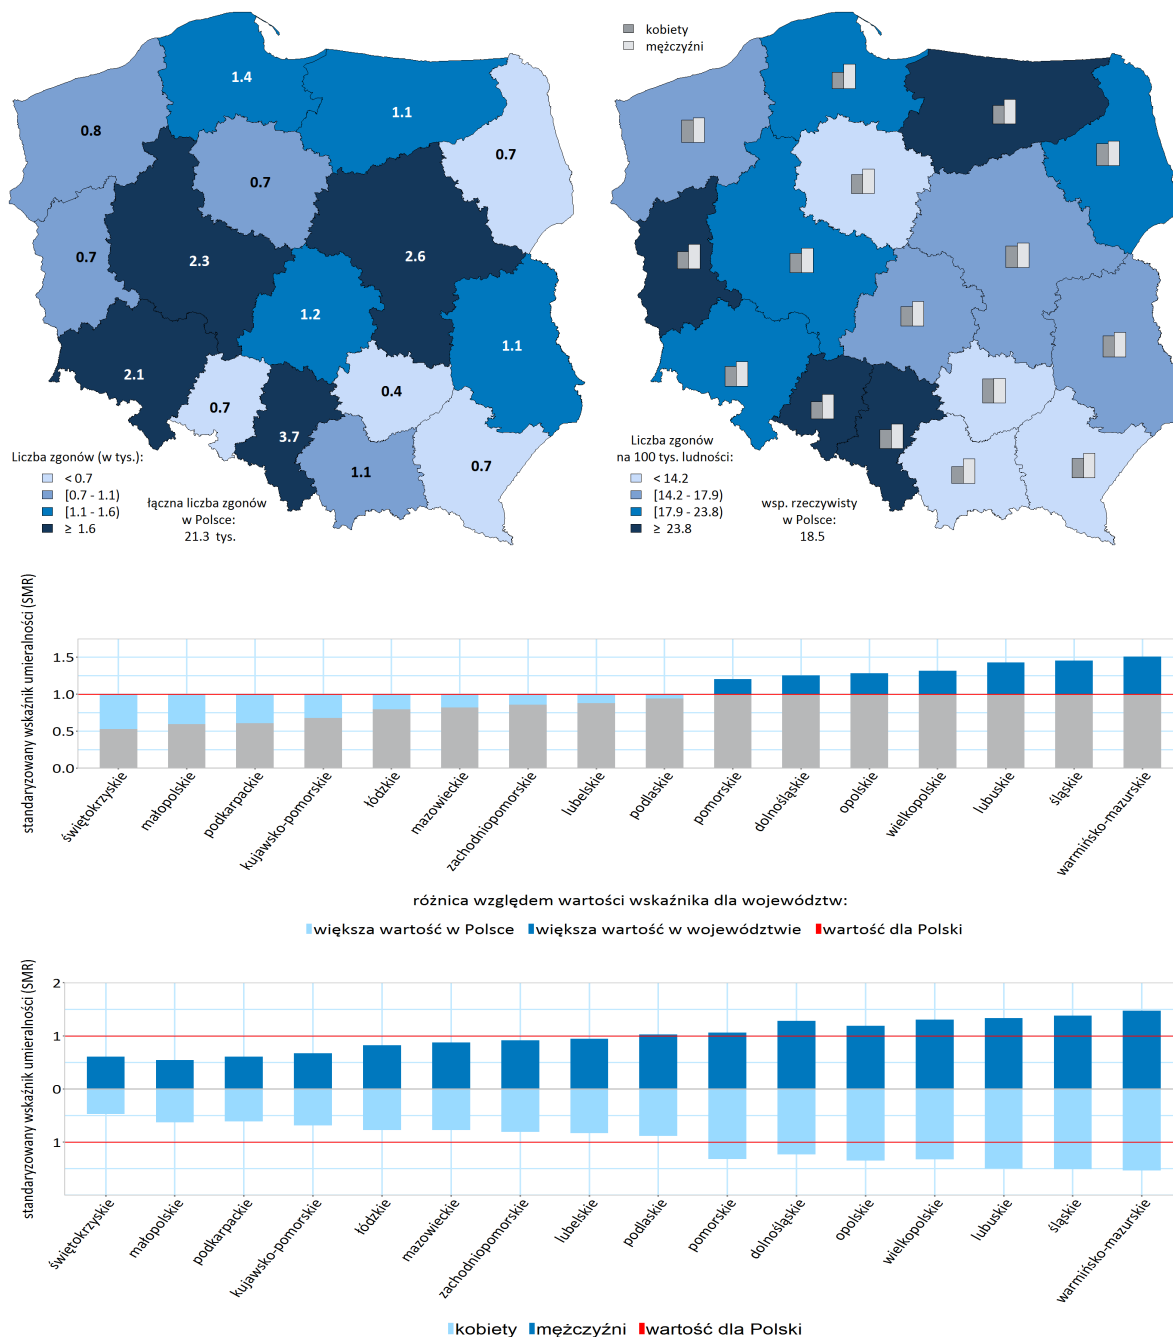 kobiety
mężczyźni
1.4
1.1
0.8
0.7
0.7
0.7
2.3
2.6
1.2
1.1
2.1
0.7
0.4
3.7
1.1
0.7
Liczba zgonów (w tys.):
< 0.7
[0.7 - 1.1)
[1.1 - 1.6)
≥ 1.6
łączna liczba zgonów
w Polsce:
21.3 tys.
Liczba zgonów
na 100 tys. ludności:
< 14.2
[14.2 - 17.9)
[17.9 - 23.8)
≥ 23.8
wsp. rzeczywisty
w Polsce:
18.5
standaryzowany wskaźnik umieralności (SMR)
1.5
1.0
0.5
0.0
świętokrzyskie
małopolskie
podkarpackie
kujawsko-pomorskie
łódzkie
mazowieckie
zachodniopomorskie
lubelskie
podlaskie
pomorskie
dolnośląskie
opolskie
wielkopolskie
lubuskie
śląskie
warmińsko-mazurskie
różnica względem wartości wskaźnika dla województw:
większa wartość w Polsce większa wartość w województwie wartość dla Polski
standaryzowany wskaźnik umieralności (SMR)
2
1
0
1
świętokrzyskie
małopolskie
podkarpackie
kujawsko-pomorskie
łódzkie
mazowieckie
zachodniopomorskie
lubelskie
podlaskie
pomorskie
dolnośląskie
opolskie
wielkopolskie
lubuskie
śląskie
warmińsko-mazurskie
kobiety mężczyźni wartość dla Polski